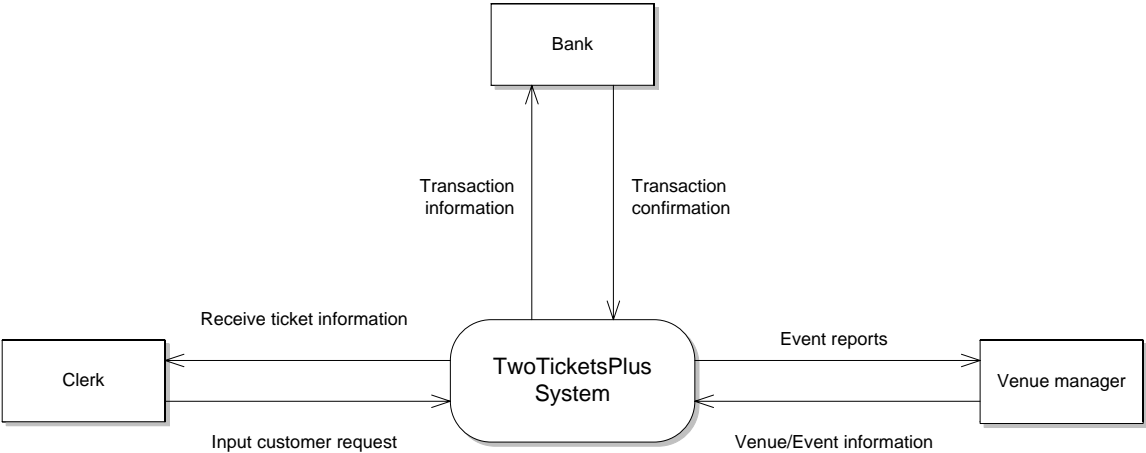 Bank
Transaction
information
Transaction
confirmation
Receive ticket information
Event reports
TwoTicketsPlus
System
Clerk
Venue manager
Input customer request
Venue/Event information